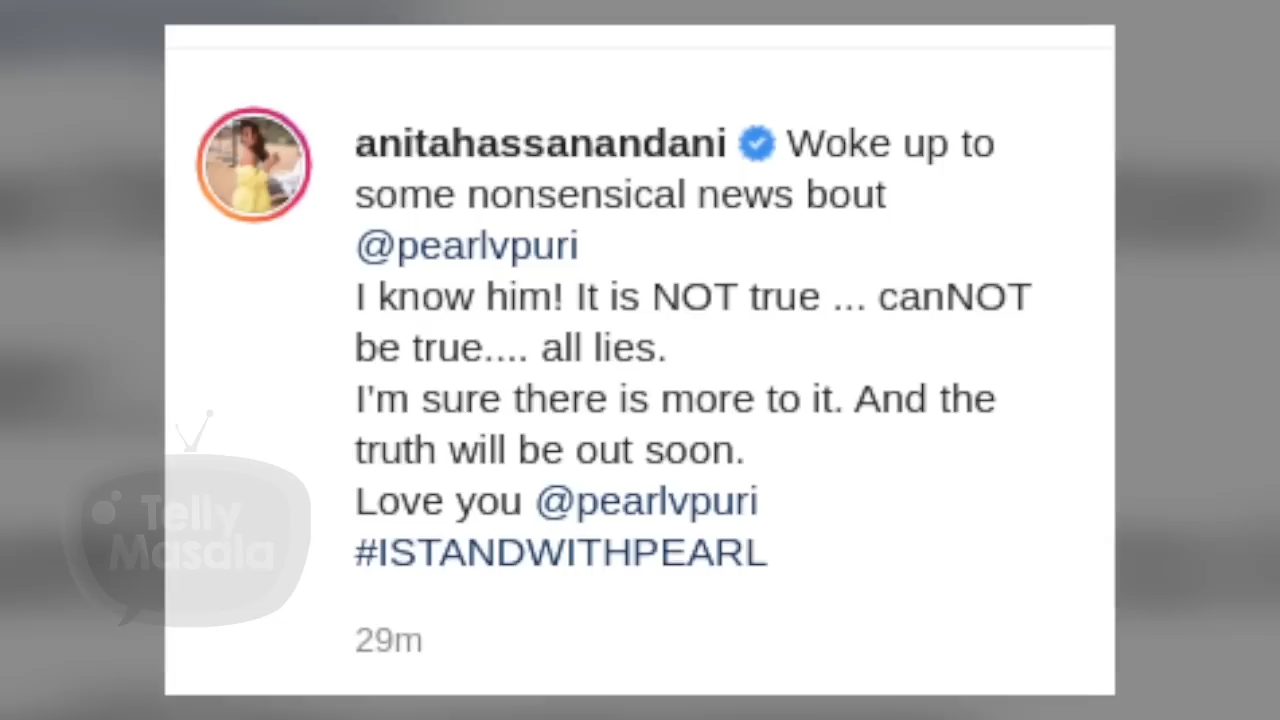 anitahassanandani Woke up to
some nonsensical news bout
@pearlvpuri
I know him! It is NOT true ... canNOT
be true.... all lies.
I'm sure there is more to it. And the
truth will be out soon.
Love you @pearlvpuri
#ISTANDWITHPEARL
29m
Telly
Masala